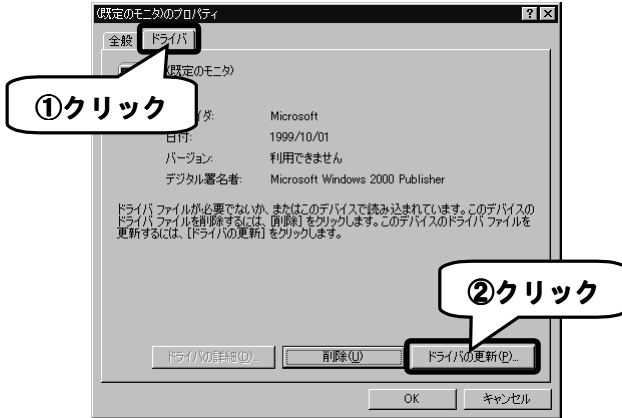 (既定のモニタ)のプロパティ
全般 ドライバ
(既定のモニタ)
①クリック
イダ: Microsoft
日付: 1999/10/01
バージョン: 利用できません
デジタル署名者: Microsoft Windows 2000 Publisher
ドライバ ファイルが必要でないか、またはこのデバイスで読み込まれています。このデバイスの
ドライバ ファイルを削除するには、[削除] をクリックします。このデバイスのドライバ ファイルを
更新するには、[ドライバの更新] をクリックします。
②クリック
ドライバの詳細(D)... 削除(U) ドライバの更新(P)...
OK キャンセル